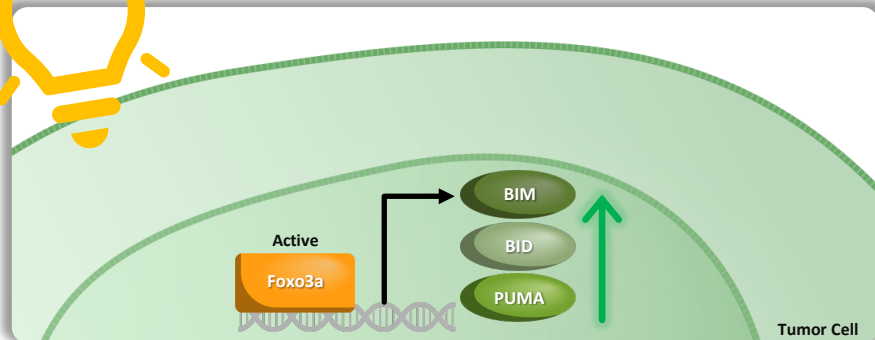 BIM
Active
BID
Foxo3a
PUMA
Tumor Cell